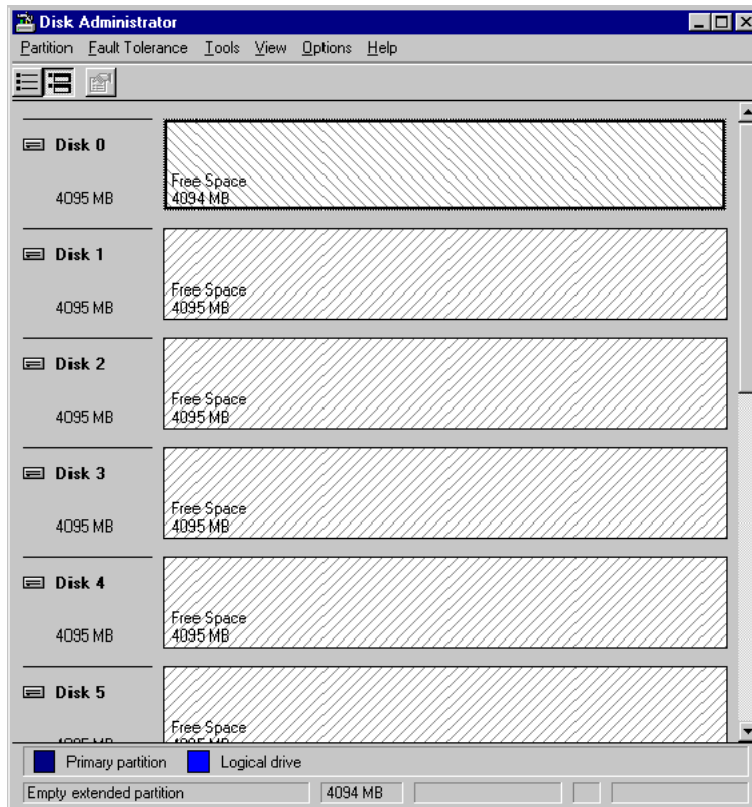 Disk Administrator
Partition Fault Tolerance Tools View Options Help
Disk 0
4095 MB
Free Space
4094 MB
Disk 1
4095 MB
Free Space
4095 MB
Disk 2
4095 MB
Free Space
4095 MB
Disk 3
4095 MB
Free Space
4095 MB
Disk 4
4095 MB
Free Space
4095 MB
Disk 5
Free Space
Primary partition Logical drive
Empty extended partition 4094 MB